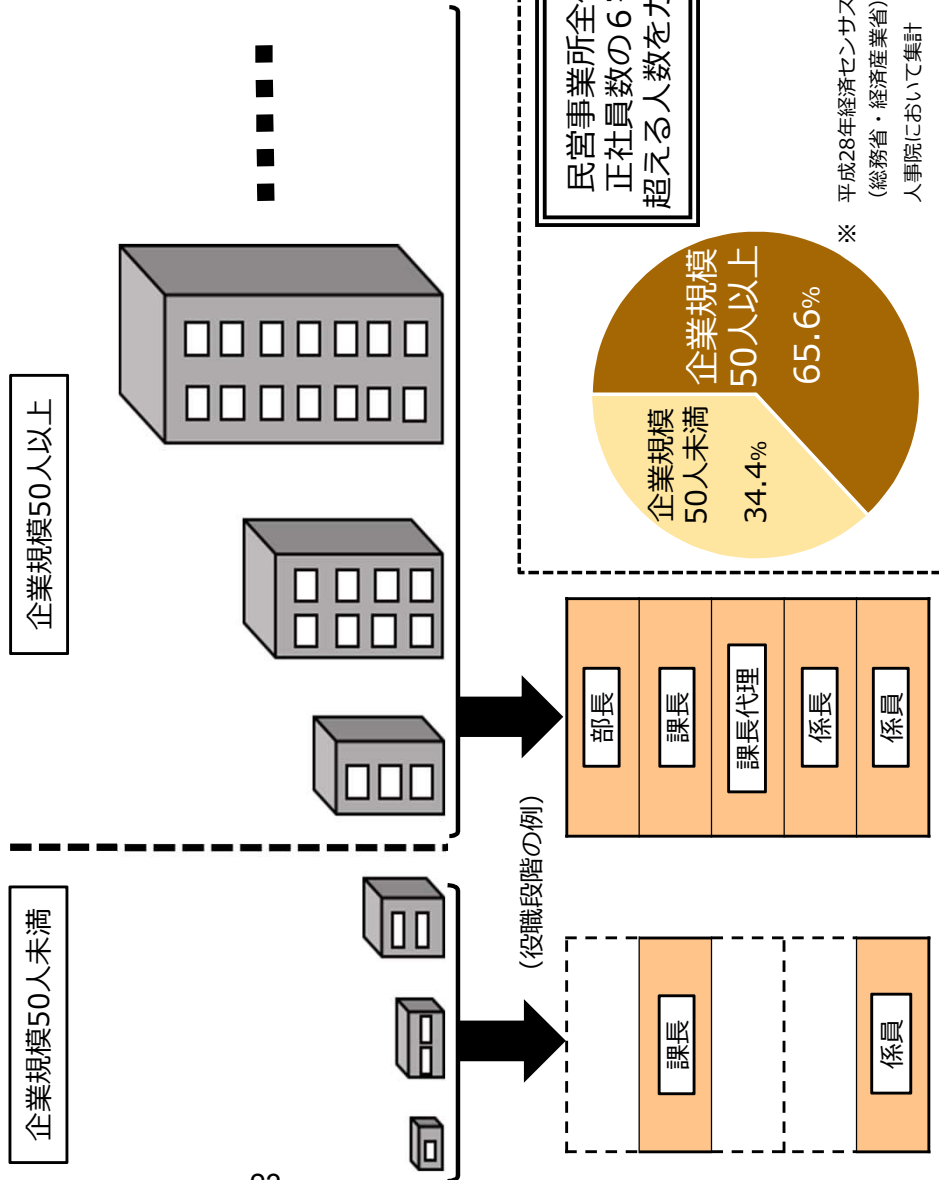 企業規模50人未満
企業規模50人以上
（役職段階の例）
課長
係員
部長
課長
課長代理
係長
係員
民営事業所全
正社員数の６
超える人数を
企業規模
50人未満
34.4%
企業規模
50人以上
65.6%
※ 平成28年経済センサス
（総務省・経済産業省）
人事院において集計